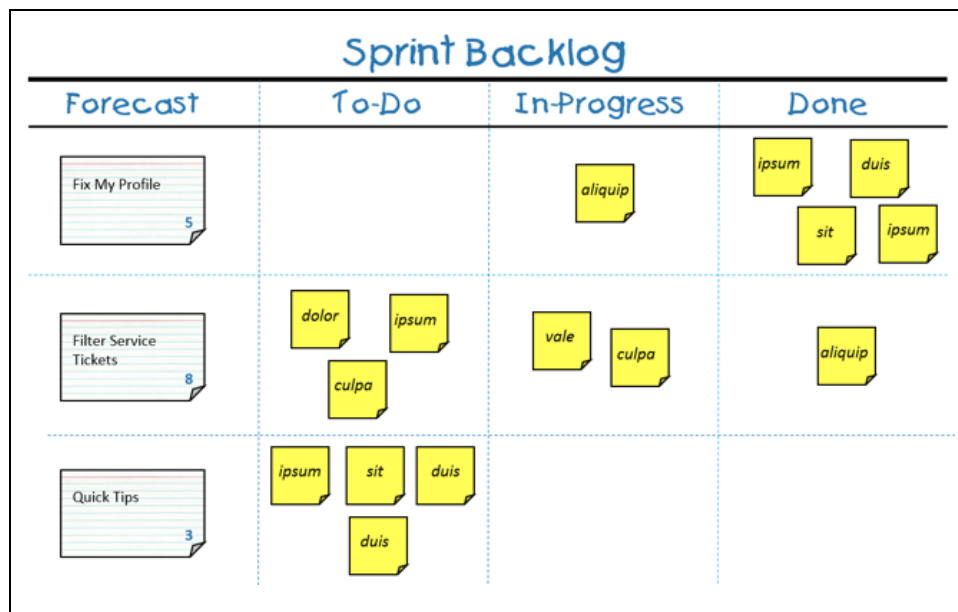 Sprint Backlog
Forecast To-Do In-Progress Done
Fix My Profile
5
aliquip
ipsum duis
sit ipsum
Filter Service
Tickets
8
dolor ipsum
culpa
vale culpa
aliquip
Quick Tips
3
ipsum sit duis
duis